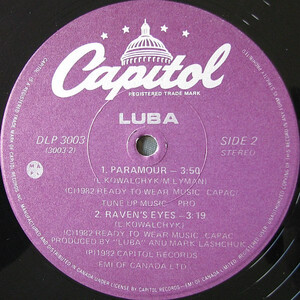 Capitol
REGISTERED TRADE MARK
LUBA
DLP 3003
(3003-2)
SIDE 2
STEREO
1. PARAMOUR – 3:50
(L. KOWALCHYK/M LYMAN)
(C)1982 READY TO WEAR MUSIC CAPAC
TUNE UP MUSIC PRO
2. RAVEN'S EYES – 3:19
(L. KOWALCHYK)
(C)1982 READY TO WEAR MUSIC CAPAC
PRODUCED BY "LUBA" AND MARK LASHCHUK
(P)1982 CAPITOL RECORDS
EMI OF CANADA LTD